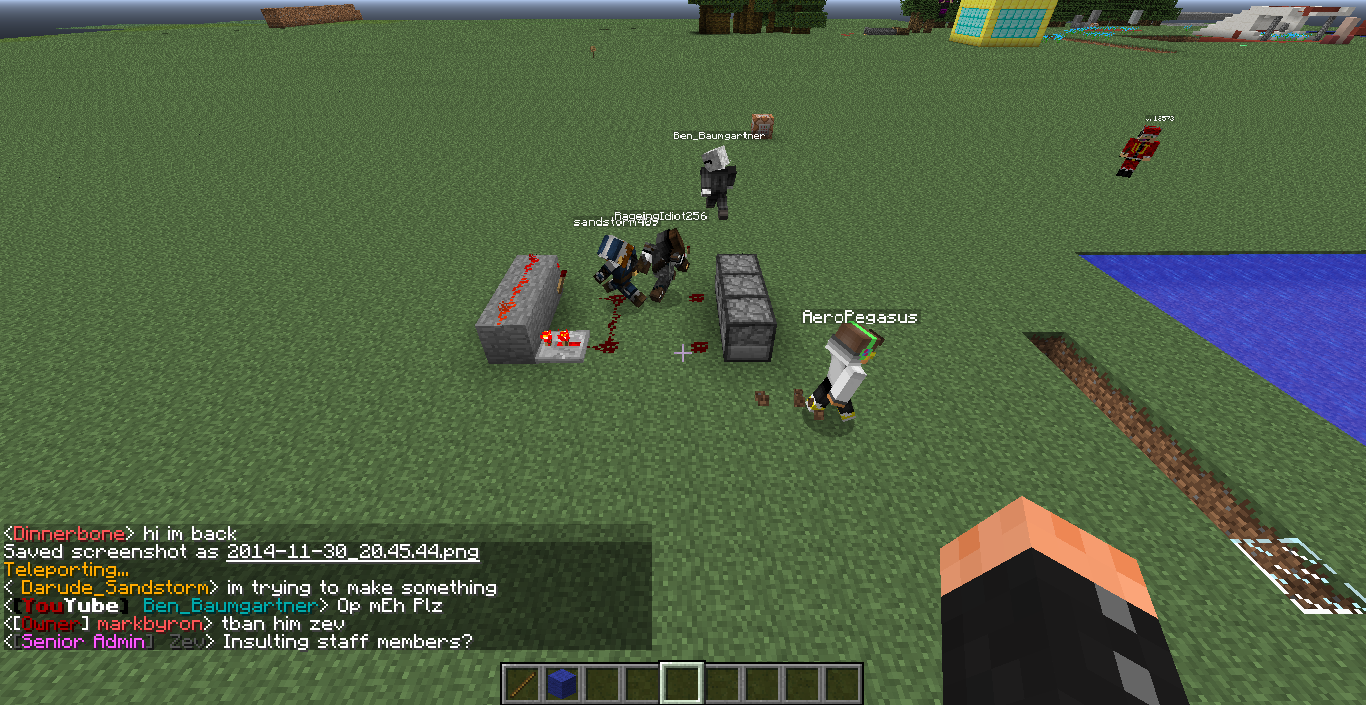 Ben_Baumgartner
RageingIdiot256
sandstorm409
AeroPegasus
<Dinnerbone> hi im back
Saved screenshot as 2014-11-30_20.45.44.png
Teleporting...
< Darude_Sandstorm> im trying to make something
<[YouTube] Ben_Baumgartner> Op mEh Plz
<[Owner] markbyron> tban him zev
<[Senior Admin] Zev> Insulting staff members?